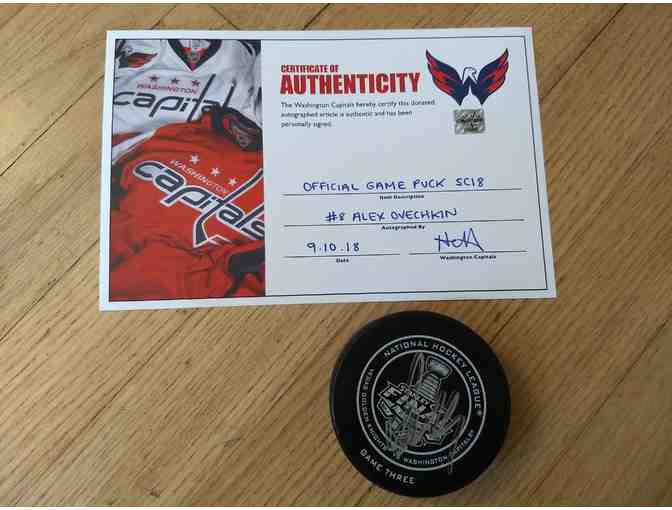 CERTIFICATE OF
AUTHENTICITY
The Washington Capitals hereby certify this donated
autographed article is authentic and has been
personally signed.
OFFICIAL GAME PUCK SC18
Item Description
#8 ALEX OVECHKIN
Autographed By
9.10.18
Date
Washington Capitals
WASHINGTON
capitals
WASHINGTON
capitals
NATIONAL HOCKEY LEAGUE®
STANLEY
FINAL
VEGAS GOLDEN KNIGHTS®
WASHINGTON CAPITALS®
GAME THREE